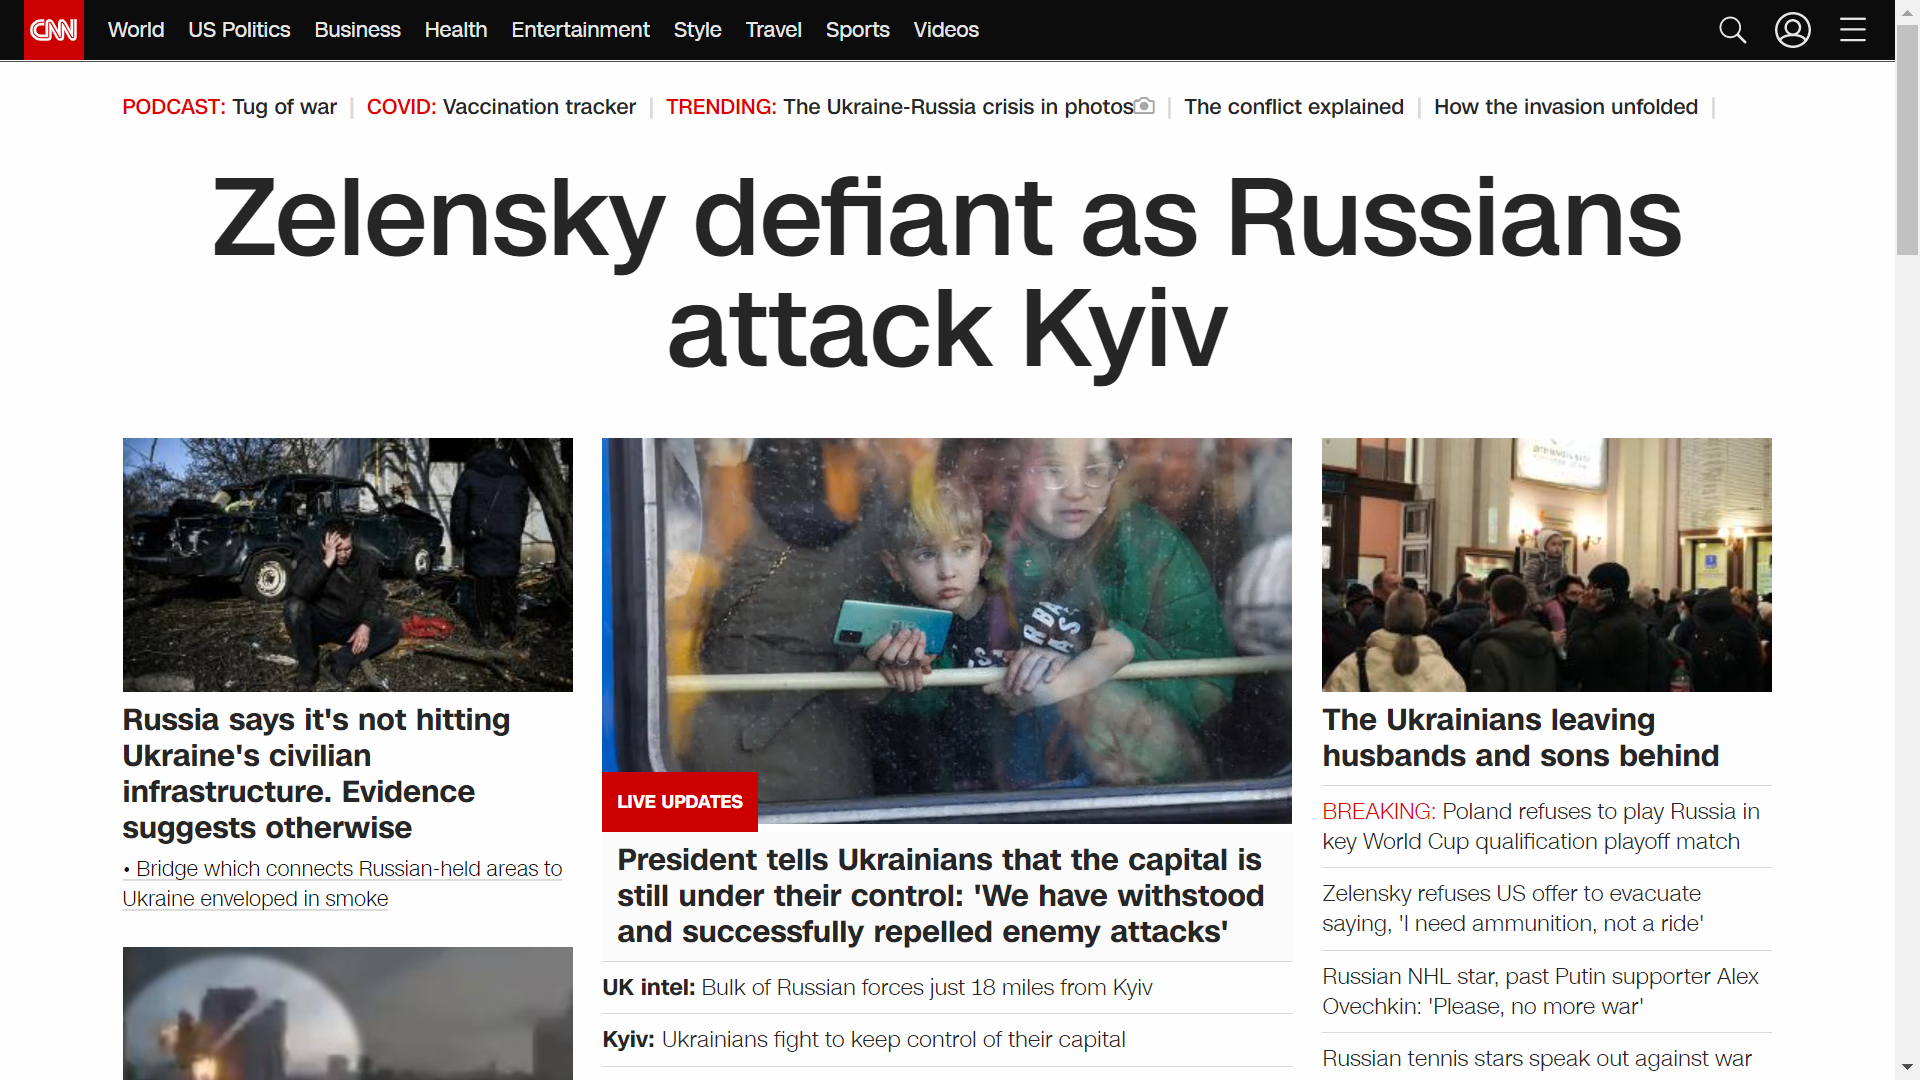 CNN World US Politics Business Health Entertainment Style Travel Sports Videos
PODCAST: Tug of war | COVID: Vaccination tracker | TRENDING: The Ukraine-Russia crisis in photos | The conflict explained | How the invasion unfolded |
Zelensky defiant as Russians
attack Kyiv
Russia says it's not hitting
Ukraine's civilian
infrastructure. Evidence
suggests otherwise
• Bridge which connects Russian-held areas to
Ukraine enveloped in smoke
LIVE UPDATES
President tells Ukrainians that the capital is
still under their control: 'We have withstood
and successfully repelled enemy attacks'
UK intel: Bulk of Russian forces just 18 miles from Kyiv
Kyiv: Ukrainians fight to keep control of their capital
The Ukrainians leaving
husbands and sons behind
BREAKING: Poland refuses to play Russia in
key World Cup qualification playoff match
Zelensky refuses US offer to evacuate
saying, 'I need ammunition, not a ride'
Russian NHL star, past Putin supporter Alex
Ovechkin: 'Please, no more war'
Russian tennis stars speak out against war